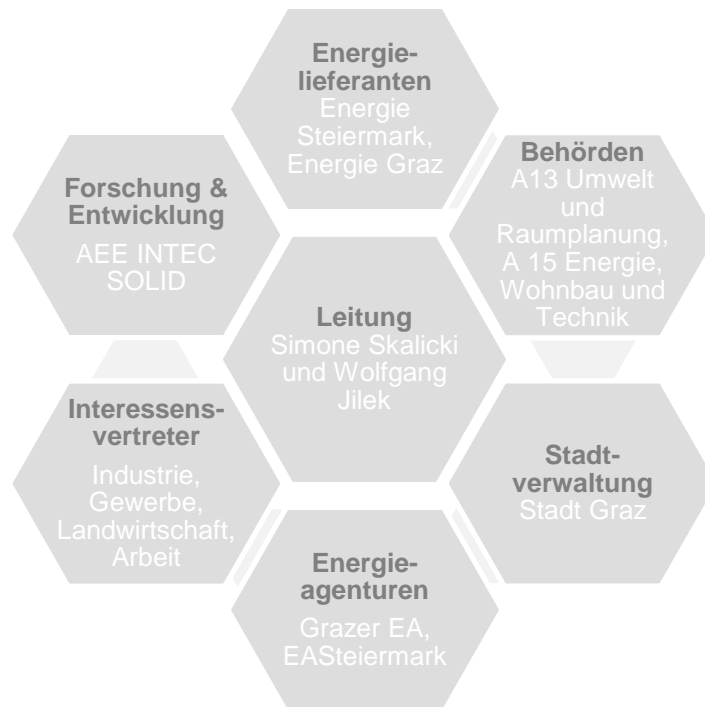 Energie-
lieferanten
Energie
Steiermark,
Energie Graz
Behörden
A13 Umwelt
und
Raumplanung,
A 15 Energie,
Wohnbau und
Technik
Forschung &
Entwicklung
AEE INTEC
SOLID
Leitung
Simone Skalicki
und Wolfgang
Jilek
Interessens-
vertreter
Industrie,
Gewerbe,
Landwirtschaft,
Arbeit
Stadt-
verwaltung
Stadt Graz
Energie-
agenturen
Grazer EA,
EASteiermark